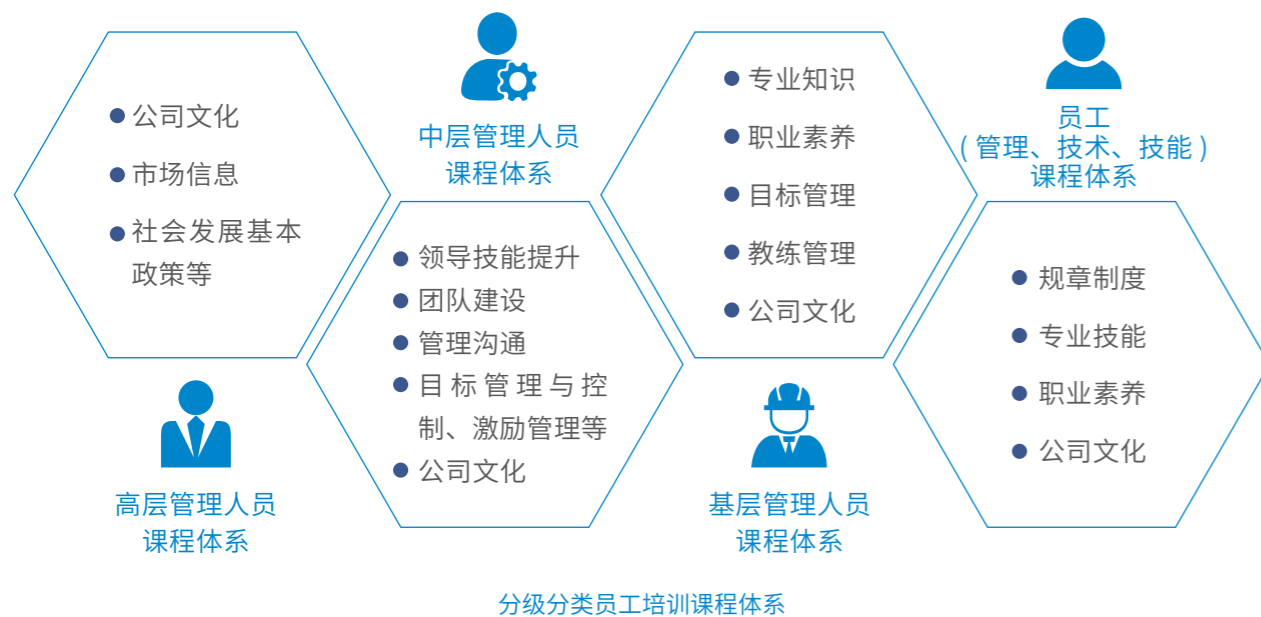 公司文化
市场信息
社会发展基本
政策等
高层管理人员
课程体系
中层管理人员
课程体系
领导技能提升
团队建设
管理沟通
目标管理与控
制、激励管理等
公司文化
专业知识
职业素养
目标管理
教练管理
公司文化
基层管理人员
课程体系
员工
(管理、技术、技能)
课程体系
规章制度
专业技能
职业素养
公司文化
分级分类员工培训课程体系